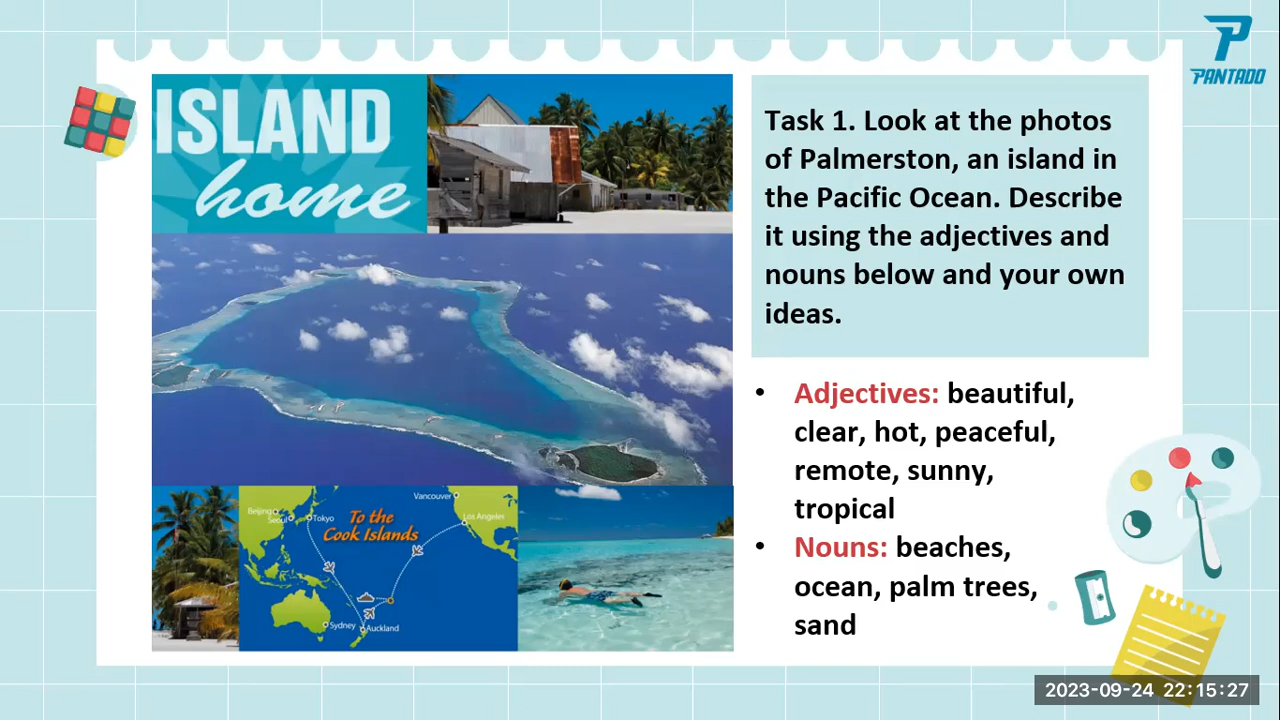 PANTADO
ISLAND
home
Task 1. Look at the photos
of Palmerston, an island in
the Pacific Ocean. Describe
it using the adjectives and
nouns below and your own
ideas.
• Adjectives: beautiful,
clear, hot, peaceful,
remote, sunny,
tropical
• Nouns: beaches,
ocean, palm trees,
sand
To the
Cook Islands
Vancouver
Los Angeles
Beijing
Seoul
Tokyo
Sydney
Auckland
2023-09-24 22:15:27